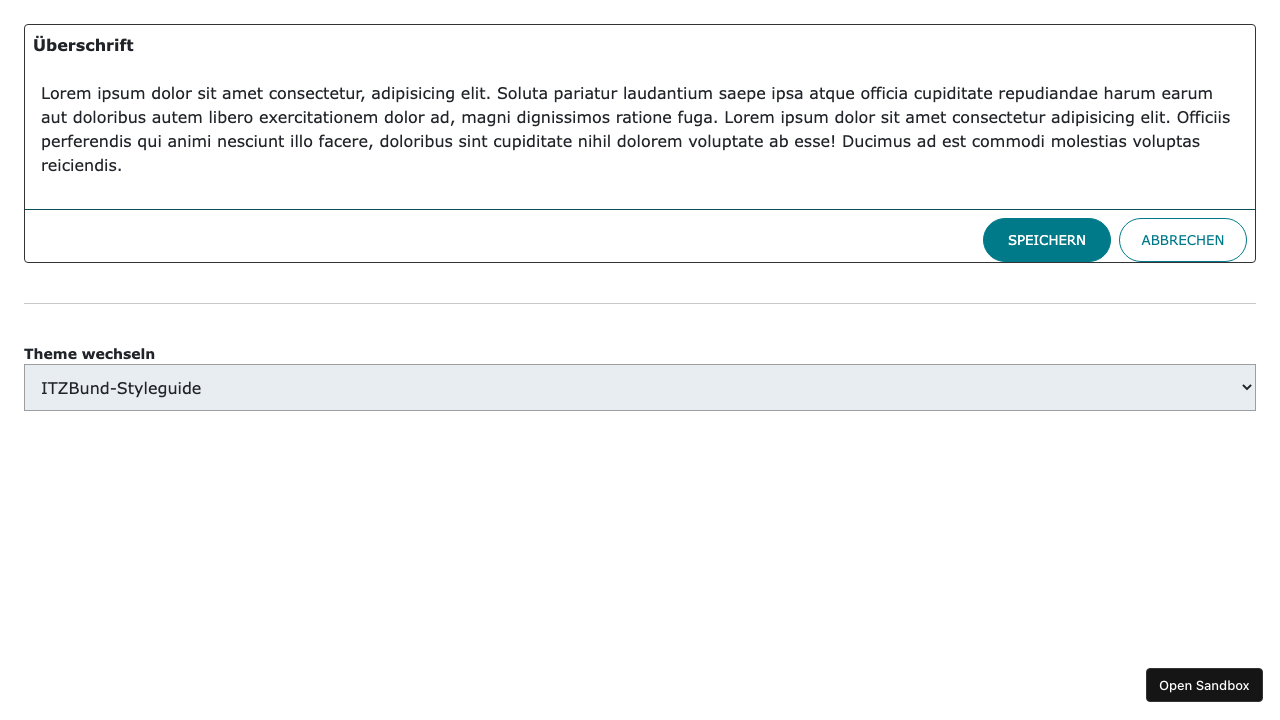 Überschrift
Lorem ipsum dolor sit amet consectetur, adipisicing elit. Soluta pariatur laudantium saepe ipsa atque officia cupiditate repudiandae harum earum
aut doloribus autem libero exercitationem dolor ad, magni dignissimos ratione fuga. Lorem ipsum dolor sit amet consectetur adipisicing elit. Officiis
perferendis qui animi nesciunt illo facere, doloribus sint cupiditate nihil dolorem voluptate ab esse! Ducimus ad est commodi molestias voluptas
reiciendis.
SPEICHERN ABBRECHEN
Theme wechseln
ITZBund-Styleguide
Open Sandbox